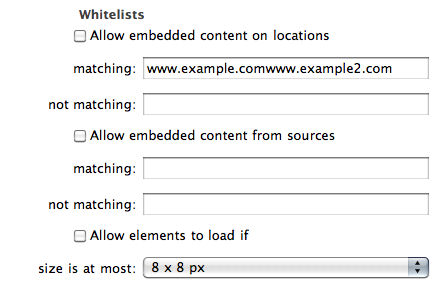 Whitelists
Allow embedded content on locations
matching: www.example.comwww.example2.com
not matching:
Allow embedded content from sources
matching:
not matching:
Allow elements to load if
size is at most: 8 x 8 px